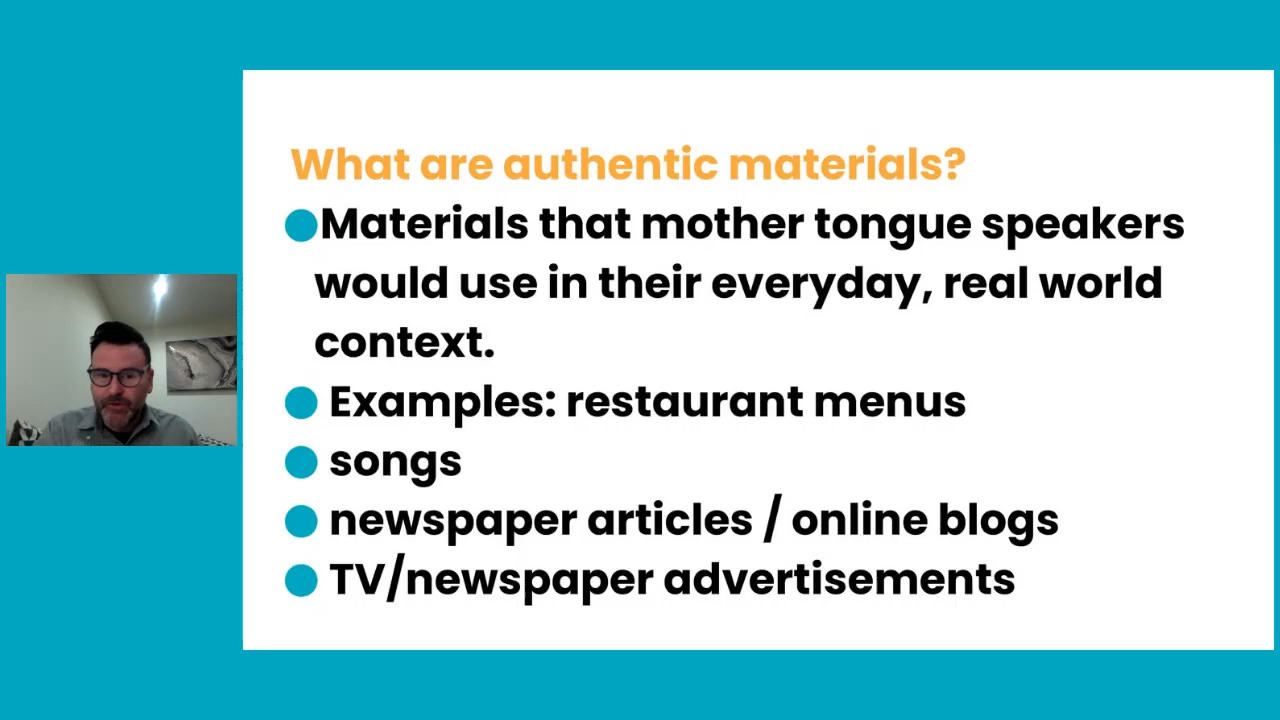 What are authentic materials?
Materials that mother tongue speakers
would use in their everyday, real world
context.
Examples: restaurant menus
songs
newspaper articles / online blogs
TV/newspaper advertisements